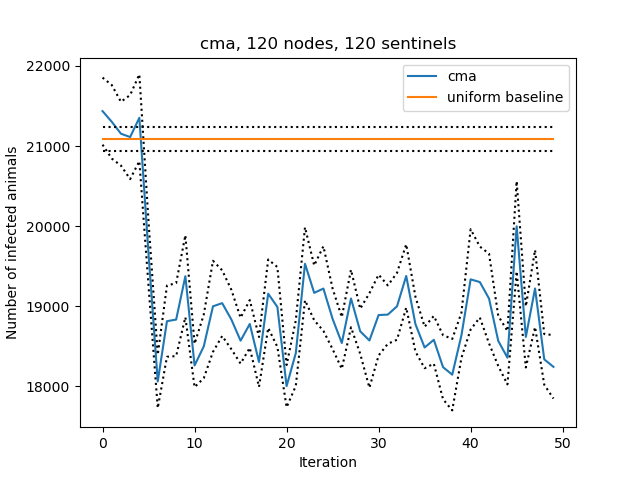 cma, 120 nodes, 120 sentinels
Number of infected animals
22000
21000
20000
19000
18000
cma
uniform baseline
0
10
20
30
40
50
Iteration